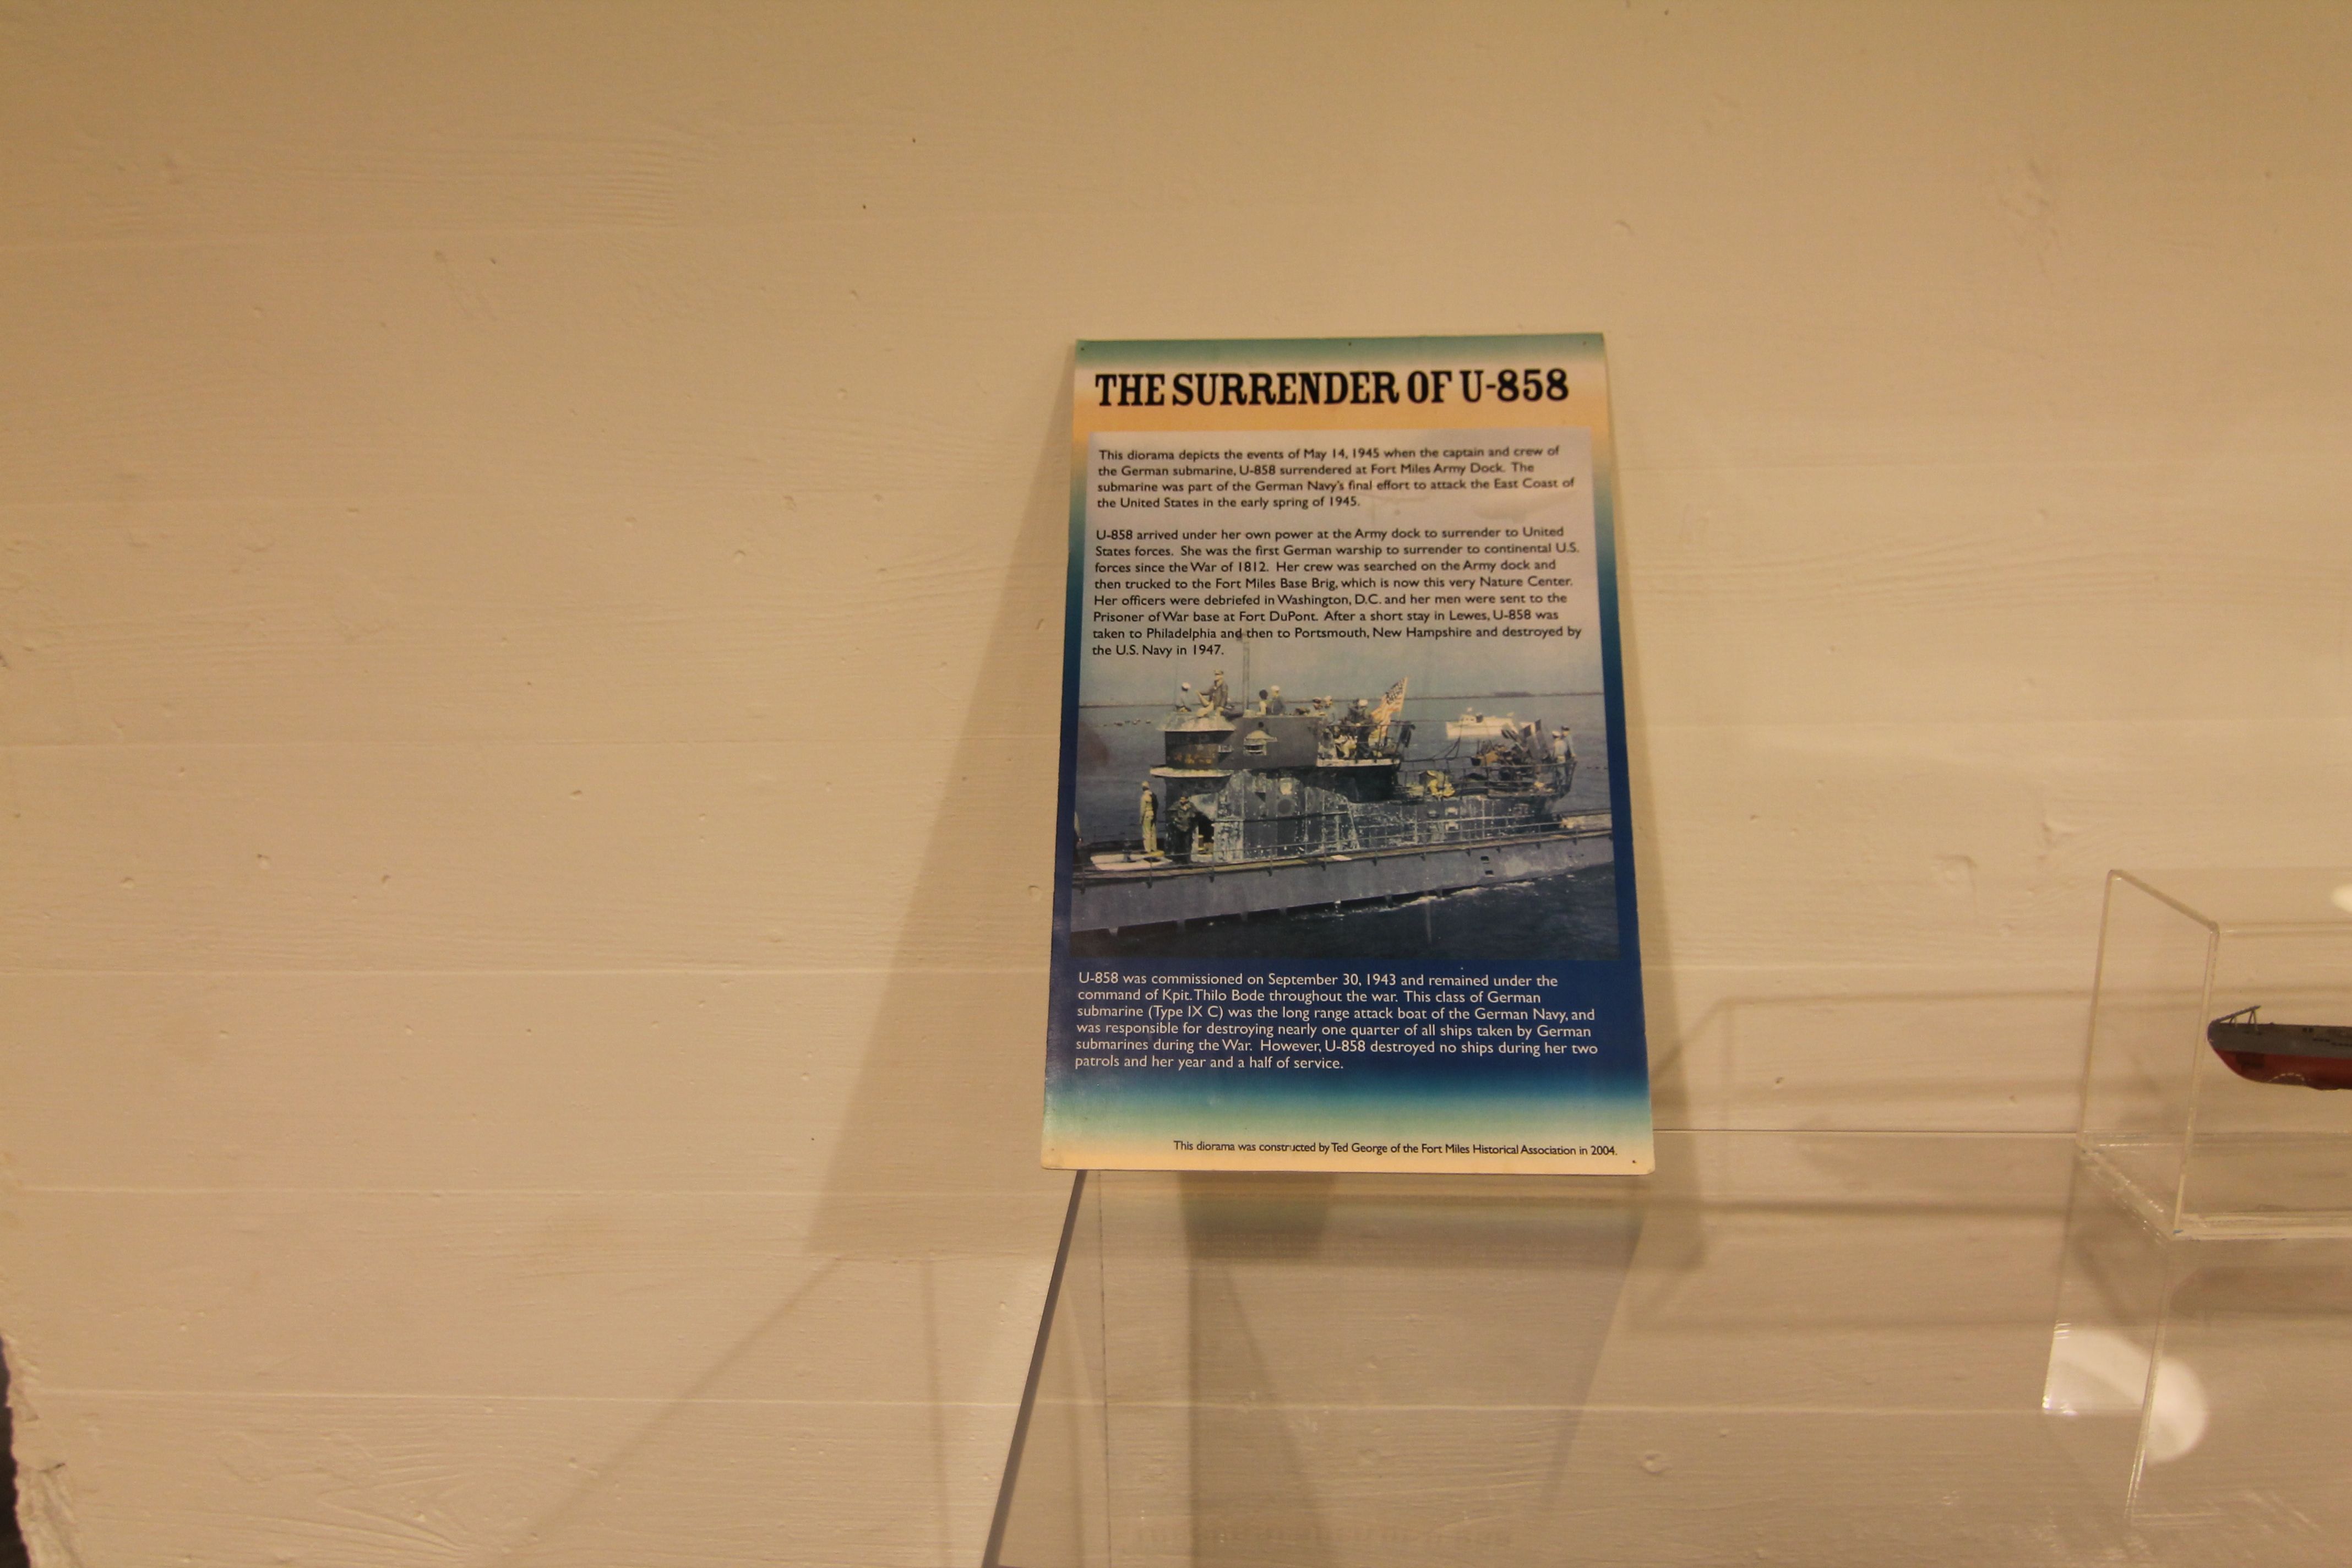 THE SURRENDER OF U-858
This diorama depicts the events of May 14, 1945 when the captain and crew of
the German submarine, U-858 surrendered at Fort Miles Army Dock. The
submarine was part of the German Navy's final effort to attack the East Coast of
the United States in the early spring of 1945.
U-858 arrived under her own power at the Army dock to surrender to United
States forces. She was the first German warship to surrender to continental U.S.
forces since the War of 1812. Her crew was searched on the Army dock and
then trucked to the Fort Miles Base Brig, which is now this very Nature Center.
Her officers were debriefed in Washington, D.C. and her men were sent to the
Prisoner of War base at Fort DuPont. After a short stay in Lewes, U-858 was
taken to Philadelphia and then to Portsmouth, New Hampshire and destroyed by
the U.S. Navy in 1947.
U-858 was commissioned on September 30, 1943 and remained under the
command of Kpit. Thilo Bode throughout the war. This class of German
submarine (Type IX C) was the long range attack boat of the German Navy, and
was responsible for destroying nearly one quarter of all ships taken by German
submarines during the War. However, U-858 destroyed no ships during her two
patrols and her year and a half of service.
This diorama was constructed by Ted George of the Fort Miles Historical Association in 2004.